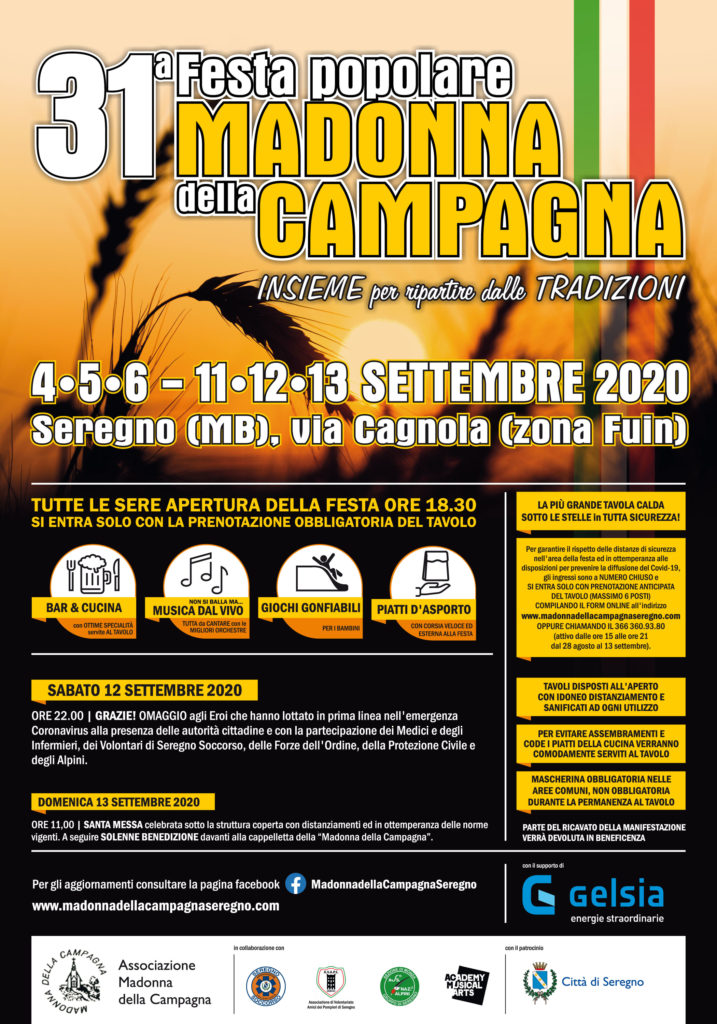 31ª Festa popolare
MADONNA
della CAMPAGNA
INSIEME per ripartire dalle TRADIZIONI
4•5•6 – 11•12•13 SETTEMBRE 2020
Seregno (MB), via Cagnola (zona Fuin)
TUTTE LE SERE APERTURA DELLA FESTA ORE 18.30
SI ENTRA SOLO CON LA PRENOTAZIONE OBBLIGATORIA DEL TAVOLO
BAR & CUCINA
con OTTIME SPECIALITÀ
servite AL TAVOLO
NON SI BALLA MA...
MUSICA DAL VIVO
TUTTA da CANTARE con le
MIGLIORI ORCHESTRE
GIOCHI GONFIABILI
PER I BAMBINI
PIATTI D'ASPORTO
CON CORSIA VELOCE ED
ESTERNA ALLA FESTA
SABATO 12 SETTEMBRE 2020
ORE 22.00 | GRAZIE! OMAGGIO agli Eroi che hanno lottato in prima linea nell'emergenza
Coronavirus alla presenza delle autorità cittadine e con la partecipazione dei Medici e degli
Infermieri, dei Volontari di Seregno Soccorso, delle Forze dell'Ordine, della Protezione Civile e
degli Alpini.
DOMENICA 13 SETTEMBRE 2020
ORE 11,00 | SANTA MESSA celebrata sotto la struttura coperta con distanziamenti ed in ottemperanza delle norme
vigenti. A seguire SOLENNE BENEDIZIONE davanti alla cappelletta della “Madonna della Campagna”.
LA PIÙ GRANDE TAVOLA CALDA
SOTTO LE STELLE in TUTTA SICUREZZA!
Per garantire il rispetto delle distanze di sicurezza
nell'area della festa ed in ottemperanza alle
disposizioni per prevenire la diffusione del Covid-19,
gli ingressi sono a NUMERO CHIUSO e
SI ENTRA SOLO CON PRENOTAZIONE ANTICIPATA
DEL TAVOLO (MASSIMO 6 POSTI)
COMPILANDO IL FORM ONLINE all'indirizzo
www.madonnadellacampagnaseregno.com
OPPURE CHIAMANDO IL 366 360.93.80
(attivo dalle ore 15 alle ore 21
dal 28 agosto al 13 settembre).
TAVOLI DISPOSTI ALL'APERTO
CON IDONEO DISTANZIAMENTO E
SANIFICATI AD OGNI UTILIZZO
PER EVITARE ASSEMBRAMENTI E
CODE I PIATTI DELLA CUCINA VERRANNO
COMODAMENTE SERVITI AL TAVOLO
MASCHERINA OBBLIGATORIA NELLE
AREE COMUNI, NON OBBLIGATORIA
DURANTE LA PERMANENZA AL TAVOLO
PARTE DEL RICAVATO DELLA MANIFESTAZIONE
VERRÀ DEVOLUTA IN BENEFICENZA
Per gli aggiornamenti consultare la pagina facebook MadonnadellaCampagnaSeregno
www.madonnadellacampagnaseregno.com
con il supporto di
Gelsia
energie straordinarie
MADONNA DELLA CAMPAGNA
Associazione
Madonna
della Campagna
in collaborazione con
SEREGNO
SOCCORSO
Associazione di Volontariato
Amici dei Pompieri di Seregno
ALPINI
ACADEMY
MUSICAL
ARTS
con il patrocinio
Città di Seregno